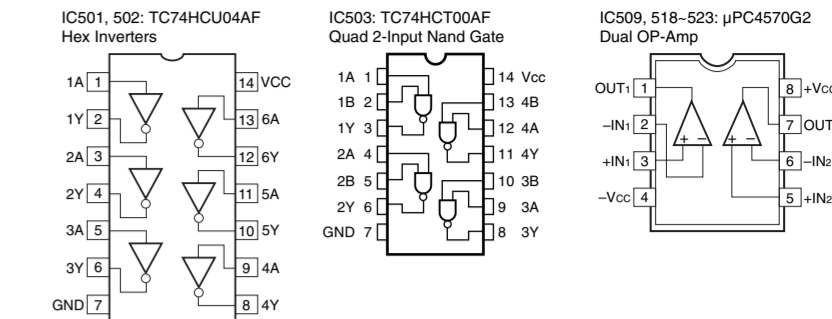 IC501, 502: TC74HCU04AF
Hex Inverters
1A 1
14 VCC
1Y 2
13 6A
2A 3
12 6Y
2Y 4
11 5A
3A 5
10 5Y
3Y 6
9 4A
GND 7
8 4Y
IC503: TC74HCT00AF
Quad 2-Input Nand Gate
1A 1
14 Vcc
1B 2
13 4B
1Y 3
12 4A
2A 4
11 4Y
2B 5
10 3B
2Y 6
9 3A
GND 7
8 3Y
IC509, 518~523: µPC4570G2
Dual OP-Amp
OUT1 1
8 +Vcc
–IN1 2
7 OUT
+IN1 3
6 –IN2
–Vcc 4
5 +IN2
+ –
+ –